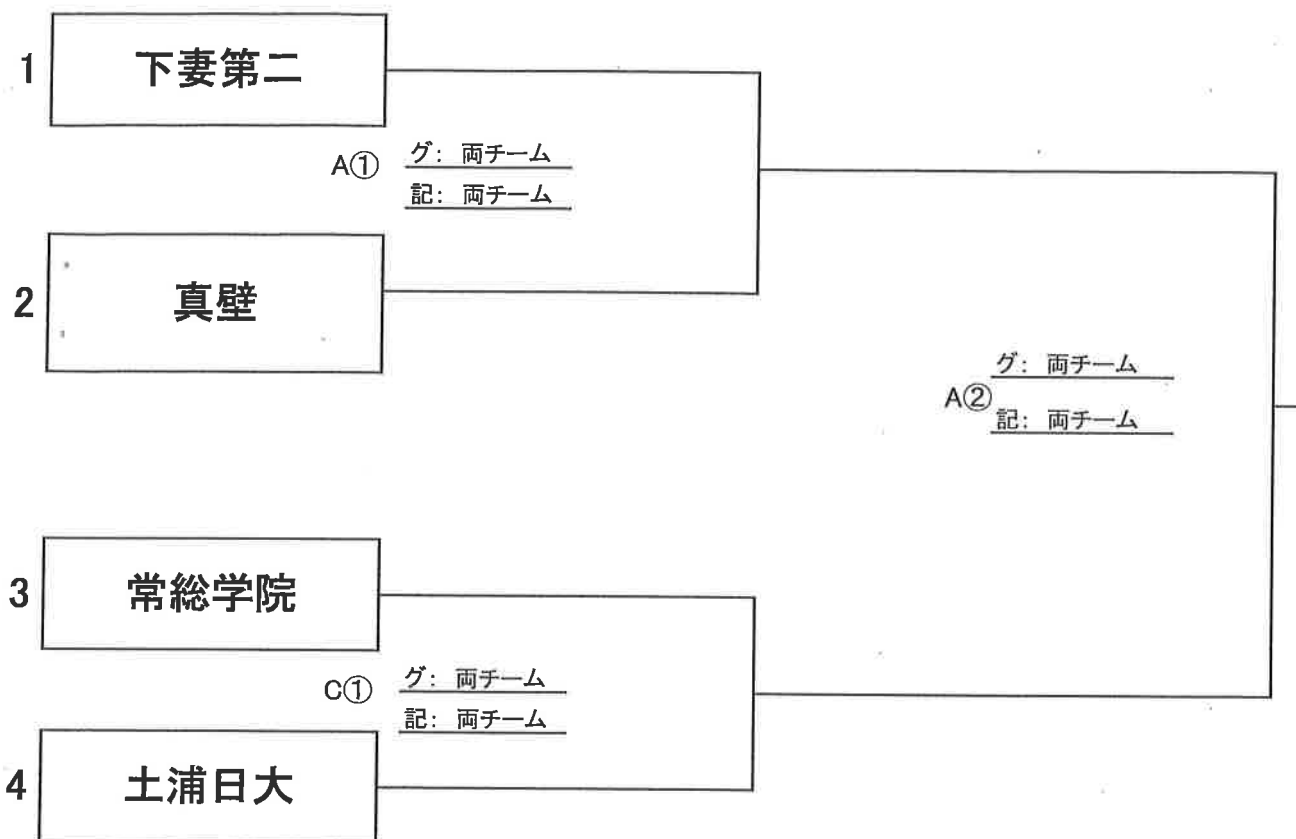 1 下妻第二
A① グ: 両チーム
記: 両チーム
2 真壁
グ: 両チーム
A②
記: 両チーム
3 常総学院
C① グ: 両チーム
記: 両チーム
4 土浦日大